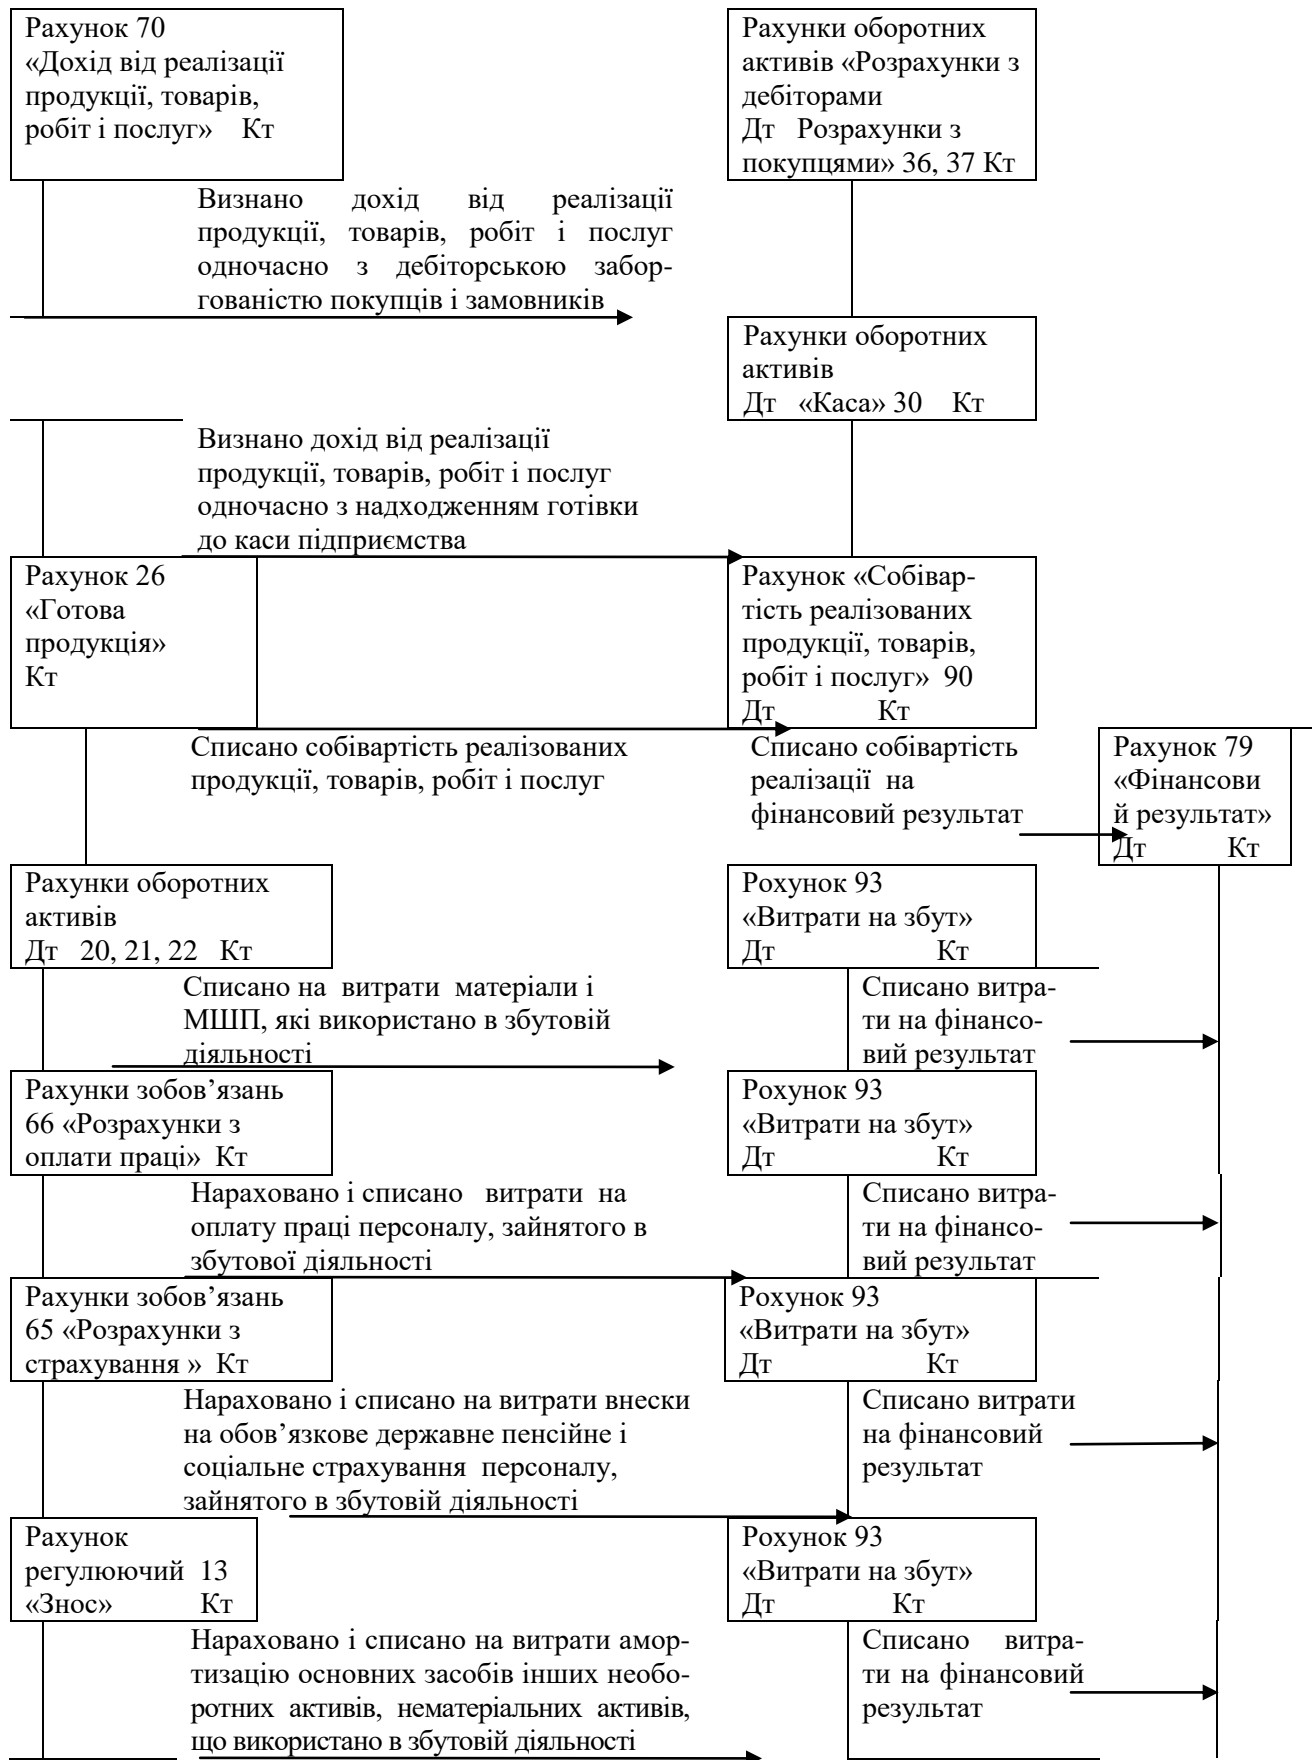 Рахунок 70
«Дохід від реалізації
продукції, товарів,
робіт і послуг» Кт
Рахунки оборотних
активів «Розрахунки з
дебіторами
Дт Розрахунки з
покупцями» 36, 37 Кт
Визнано дохід від реалізації
продукції, товарів, робіт і послуг
одночасно з дебіторською забор-
гованістю покупців і замовників
Рахунки оборотних
активів
Дт «Каса» 30 Кт
Визнано дохід від реалізації
продукції, товарів, робіт і послуг
одночасно з надходженням готівки
до каси підприємства
Рахунок 26
«Готова
продукція»
Кт
Рахунок «Собівар-
тість реалізованих
продукції, товарів,
робіт і послуг» 90
Дт Кт
Списано собівартість реалізованих
продукції, товарів, робіт і послуг
Списано собівартість
реалізації на
фінансовий результат
Рахунок 79
«Фінансови
й результат»
Дт Кт
Рахунки оборотних
активів
Дт 20, 21, 22 Кт
Рохунок 93
«Витрати на збут»
Дт Кт
Списано на витрати матеріали і
МШП, які використано в збутовій
діяльності
Списано витра-
ти на фінансо-
вий результат
Рахунки зобов’язань
66 «Розрахунки з
оплати праці» Кт
Рохунок 93
«Витрати на збут»
Дт Кт
Нараховано і списано витрати на
оплату праці персоналу, зайнятого в
збутової діяльності
Списано витра-
ти на фінансо-
вий результат
Рахунки зобов’язань
65 «Розрахунки з
страхування » Кт
Рохунок 93
«Витрати на збут»
Дт Кт
Нараховано і списано на витрати внески
на обов’язкове державне пенсійне і
соціальне страхування персоналу,
зайнятого в збутовій діяльності
Списано витрати
на фінансовий
результат
Рахунок
регулюючий 13
«Знос» Кт
Рохунок 93
«Витрати на збут»
Дт Кт
Нараховано і списано на витрати амор-
тизацію основних засобів інших необо-
ротних активів, нематеріальних активів,
що використано в збутовій діяльності
Списано витра-
ти на фінансовий
результат